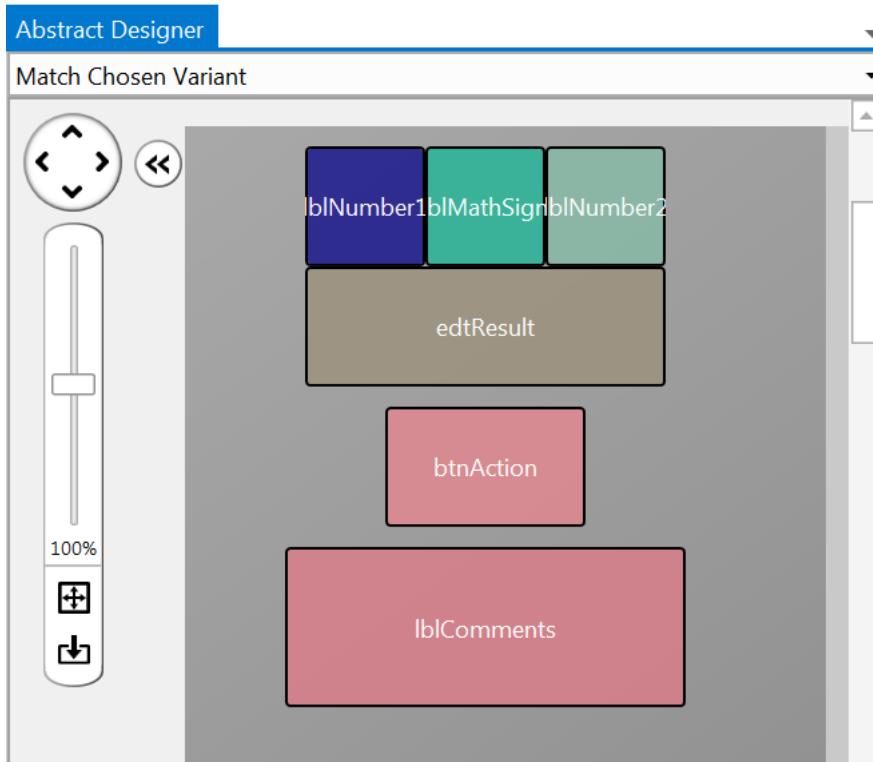 Abstract Designer
Match Chosen Variant
lblNumber1 lblMathSign lblNumber2
edtResult
btnAction
100%
lblComments